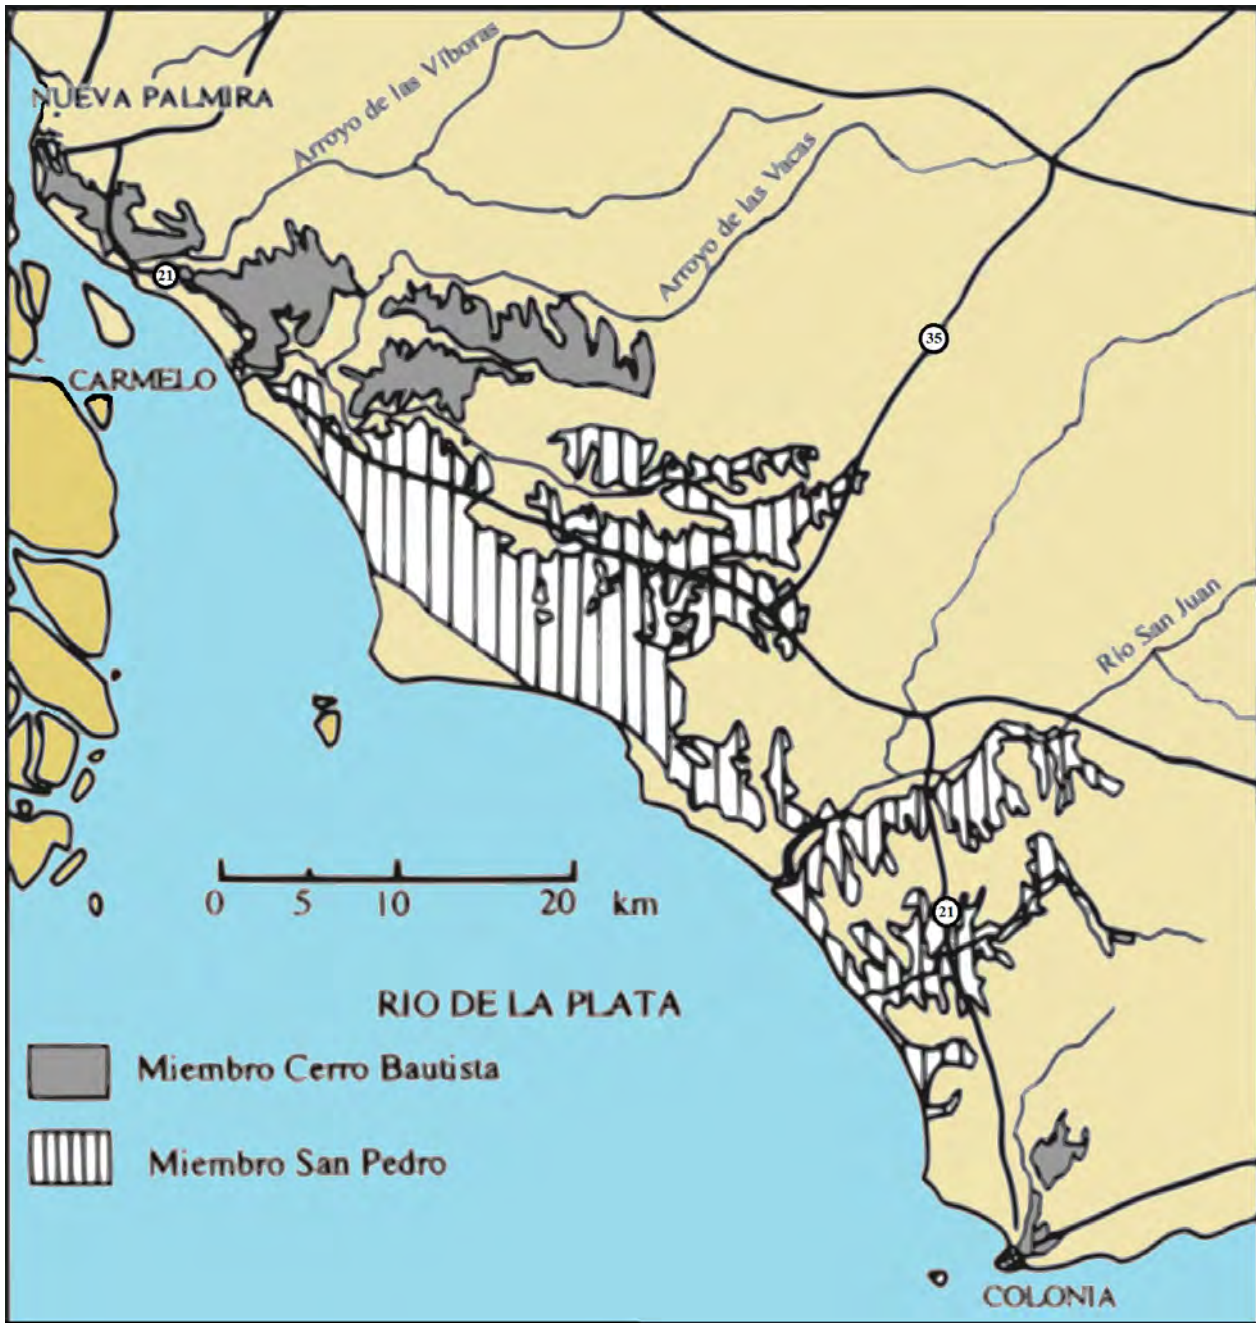 NUEVA PALMIRA
Arroyo de las Víboras
Arroyo de las Vacas
21
35
CARMELO
Río San Juan
0 5 10 20 km
21
RIO DE LA PLATA
Miembro Cerro Bautista
Miembro San Pedro
COLONIA